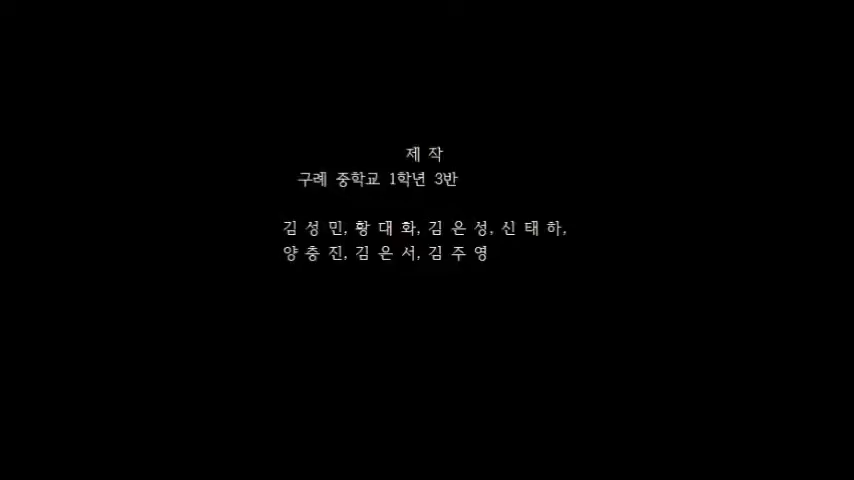 제 작
구례 중학교 1학년 3반
김 성 민, 황 대 화, 김 은 성, 신 태 하,
양 충 진, 김 은 서, 김 주 영